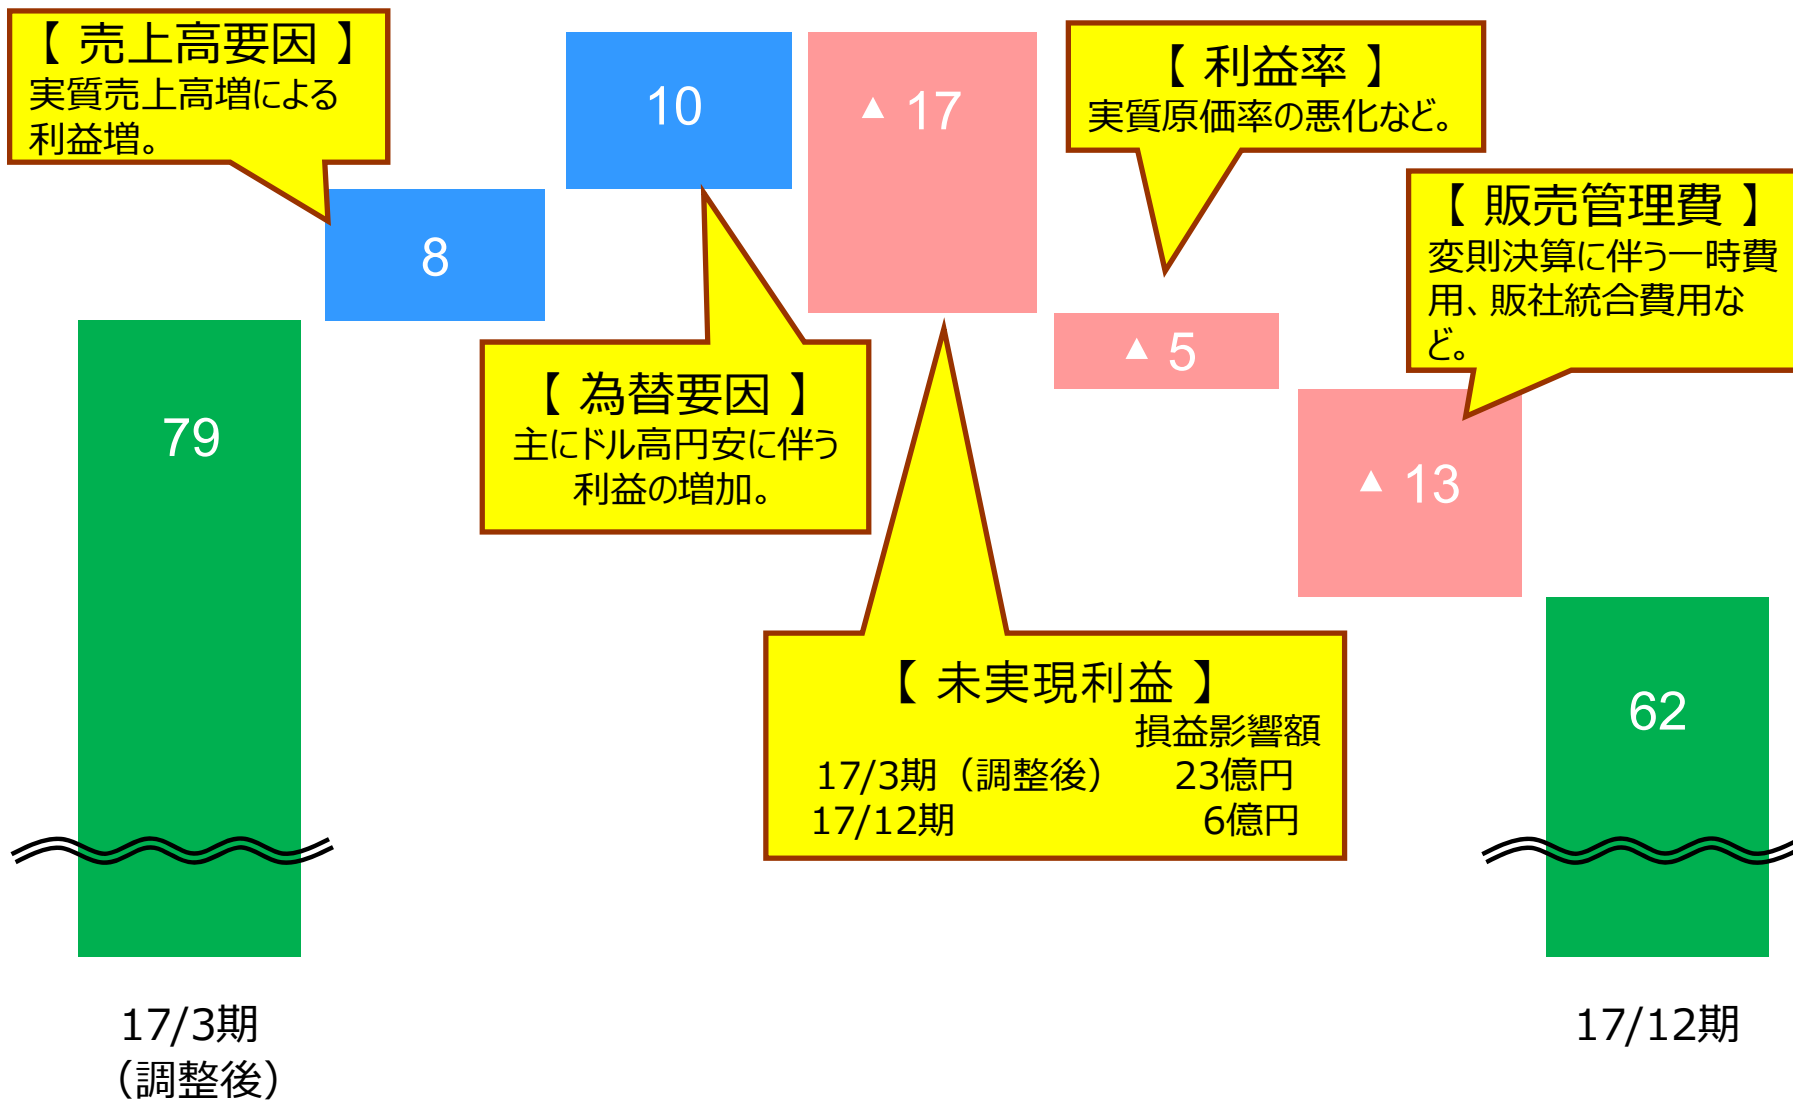 【 売上高要因 】
実質売上高増による
利益増。
10
▲ 17
【 利益率 】
実質原価率の悪化など。
【 販売管理費 】
変則決算に伴う一時費
用、販社統合費用な
ど。
8
▲ 5
79
【 為替要因 】
主にドル高円安に伴う
利益の増加。
▲ 13
【 未実現利益 】
損益影響額
17/3期（調整後） 23億円
17/12期 6億円
62
17/3期
（調整後）
17/12期